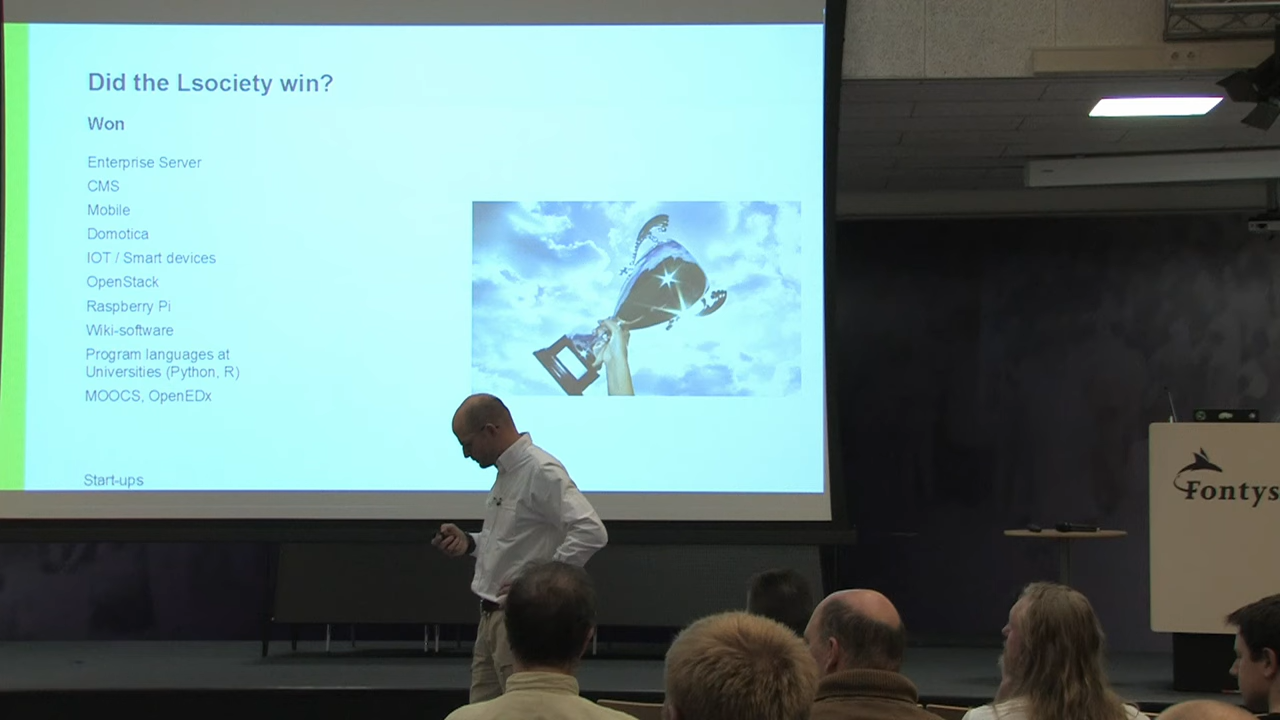 Did the Lsociety win?
Won
Enterprise Server
CMS
Mobile
Domotica
IOT / Smart devices
OpenStack
Raspberry Pi
Wiki-software
Program languages at
Universities (Python, R)
MOOCS, OpenEDx
Start-ups
Fontys